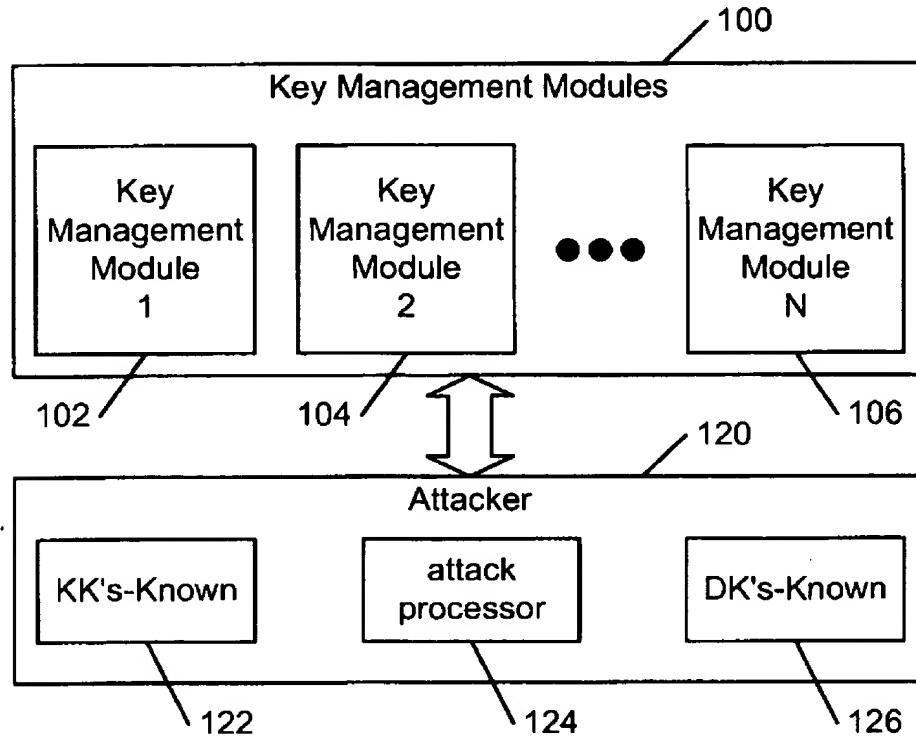 100
Key Management Modules
Key
Management
Module
1
Key
Management
Module
2
Key
Management
Module
N
102
104
106
120
Attacker
KK's-Known
attack
processor
DK's-Known
122
124
126